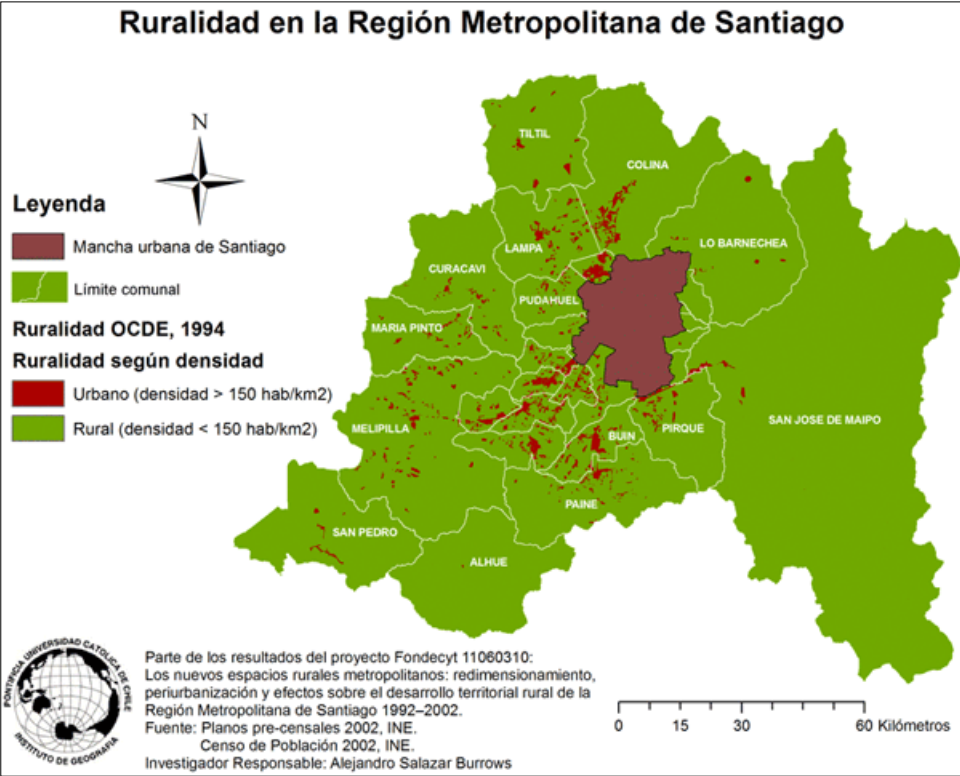 Ruralidad en la Región Metropolitana de Santiago
N
Leyenda
Mancha urbana de Santiago
Límite comunal
Ruralidad OCDE, 1994
Ruralidad según densidad
Urbano (densidad > 150 hab/km2)
Rural (densidad < 150 hab/km2)
TILTIL
COLINA
LAMPA
LO BARNECHEA
CURACAVI
PUDAHUEL
MARIA PINTO
MELIPILLA
BUIN
PIRQUE
SAN JOSE DE MAIPO
PAINE
SAN PEDRO
ALHUE
PONTIFICIA UNIVERSIDAD CATOLICA DE CHILE
INSTITUTO DE GEOGRAFIA
Parte de los resultados del proyecto Fondecyt 11060310:
Los nuevos espacios rurales metropolitanos: redimensionamiento,
periurbanización y efectos sobre el desarrollo territorial rural de la
Región Metropolitana de Santiago 1992–2002.
Fuente: Planos pre-censales 2002, INE.
Censo de Población 2002, INE.
Investigador Responsable: Alejandro Salazar Burrows
0 15 30 60 Kilómetros